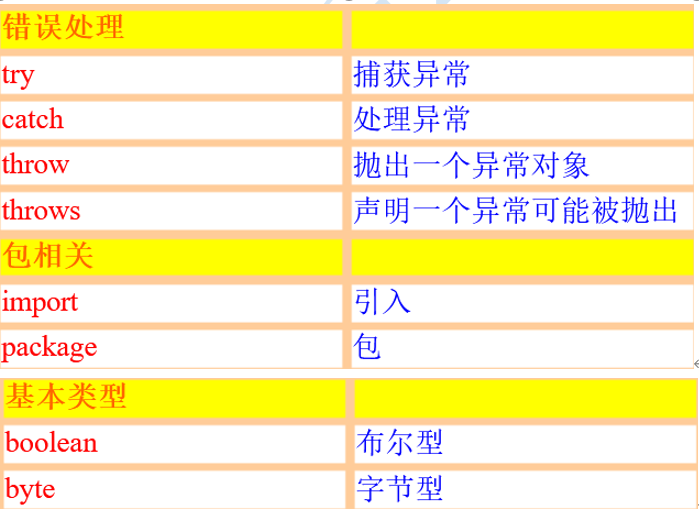 错误处理
try 捕获异常
catch 处理异常
throw 抛出一个异常对象
throws 声明一个异常可能被抛出
包相关
import 引入
package 包
基本类型
boolean 布尔型
byte 字节型